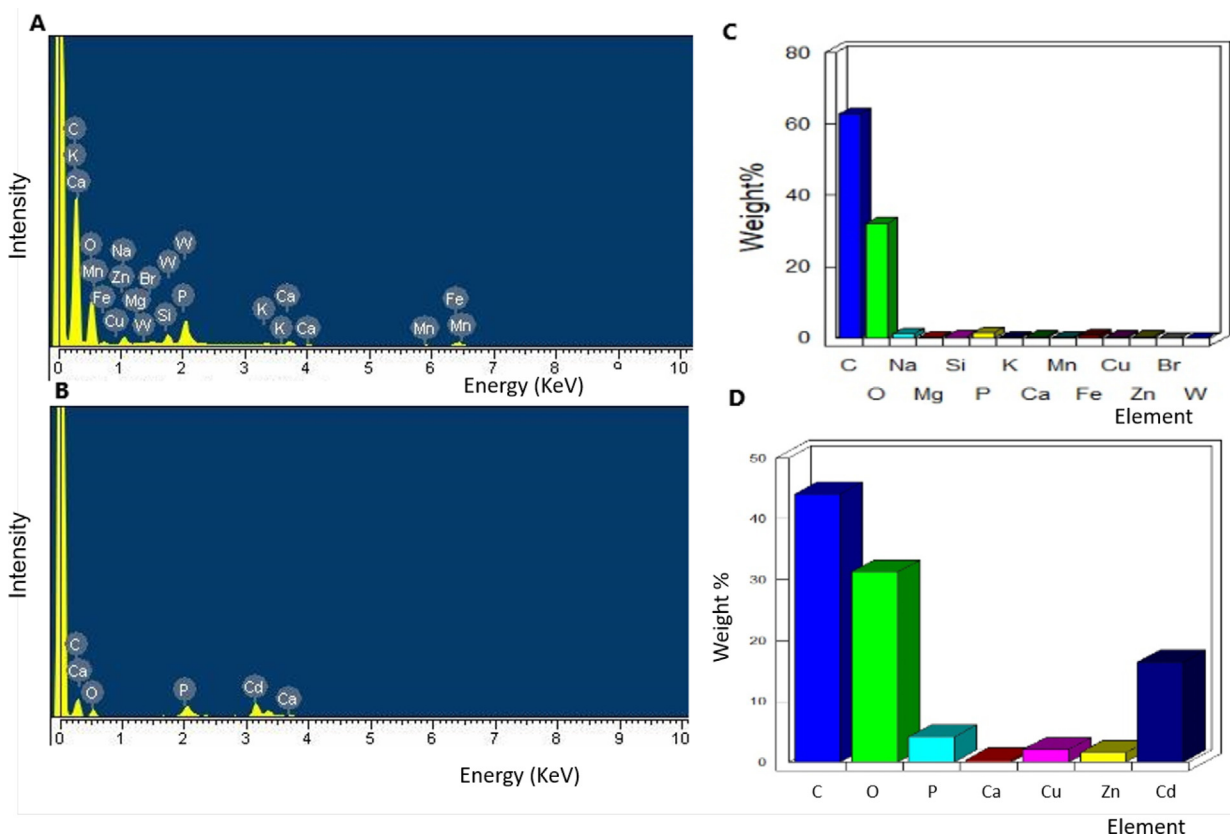 A
Intensity
C
K
Ca
O
Na
W
W
Mn
Zn
Br
Fe
Mg
P
Cu
W
Si
K
Ca
K
Ca
Mn
Fe
Mn
0 1 2 3 4 5 6 7 8 9 10
Energy (KeV)
B
Intensity
C
Ca
O
P
Cd
Ca
0 1 2 3 4 5 6 7 8 9 10
Energy (KeV)
C
Weight%
80
60
40
20
0
C Na Si K Mn Cu Br
O Mg P Ca Fe Zn W
Element
D
Weight %
50
40
30
20
10
0
C O P Ca Cu Zn Cd
Element